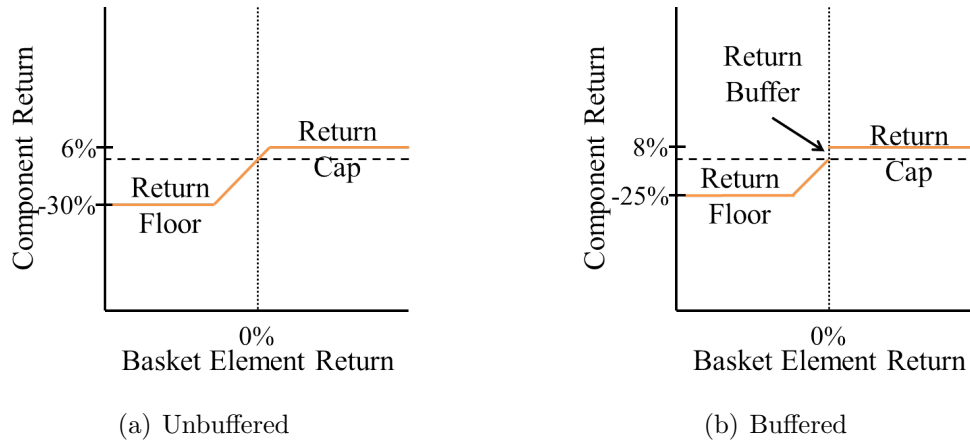 Component Return
6%
-30%
Return
Cap
Return
Floor
0%
Basket Element Return
(a) Unbuffered
Component Return
8%
-25%
Return
Buffer
Return
Cap
Return
Floor
0%
Basket Element Return
(b) Buffered